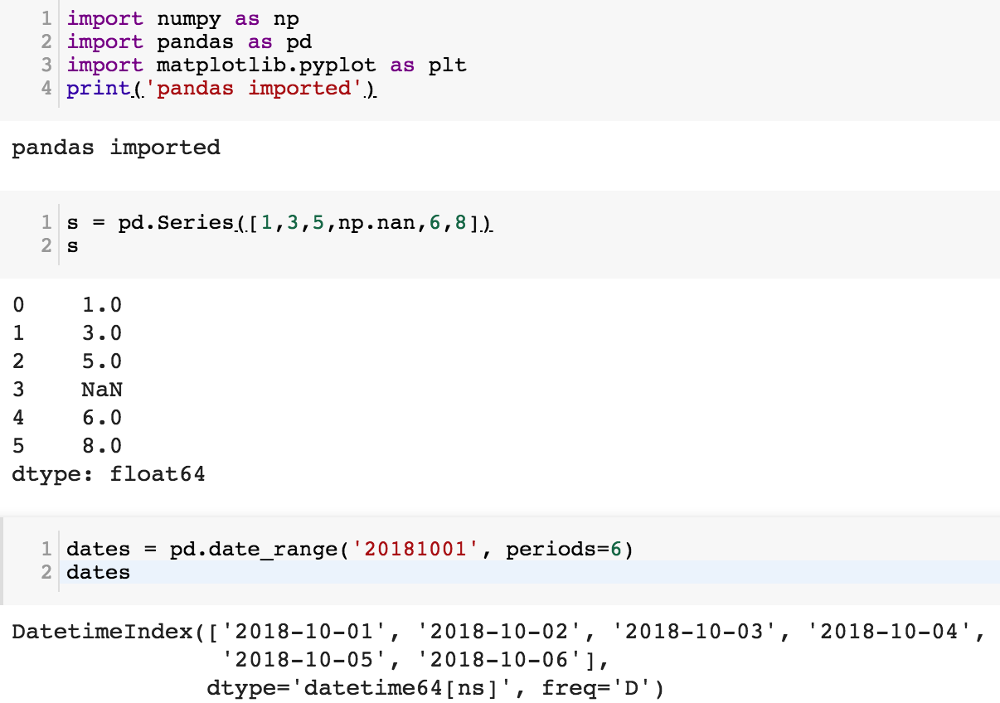 1 import numpy as np
2 import pandas as pd
3 import matplotlib.pyplot as plt
4 print('pandas imported')
pandas imported
1 s = pd.Series([1,3,5,np.nan,6,8])
2 s
0    1.0
1    3.0
2    5.0
3    NaN
4    6.0
5    8.0
dtype: float64
1 dates = pd.date_range('20181001', periods=6)
2 dates
DatetimeIndex(['2018-10-01', '2018-10-02', '2018-10-03', '2018-10-04',
             '2018-10-05', '2018-10-06'],
            dtype='datetime64[ns]', freq='D')